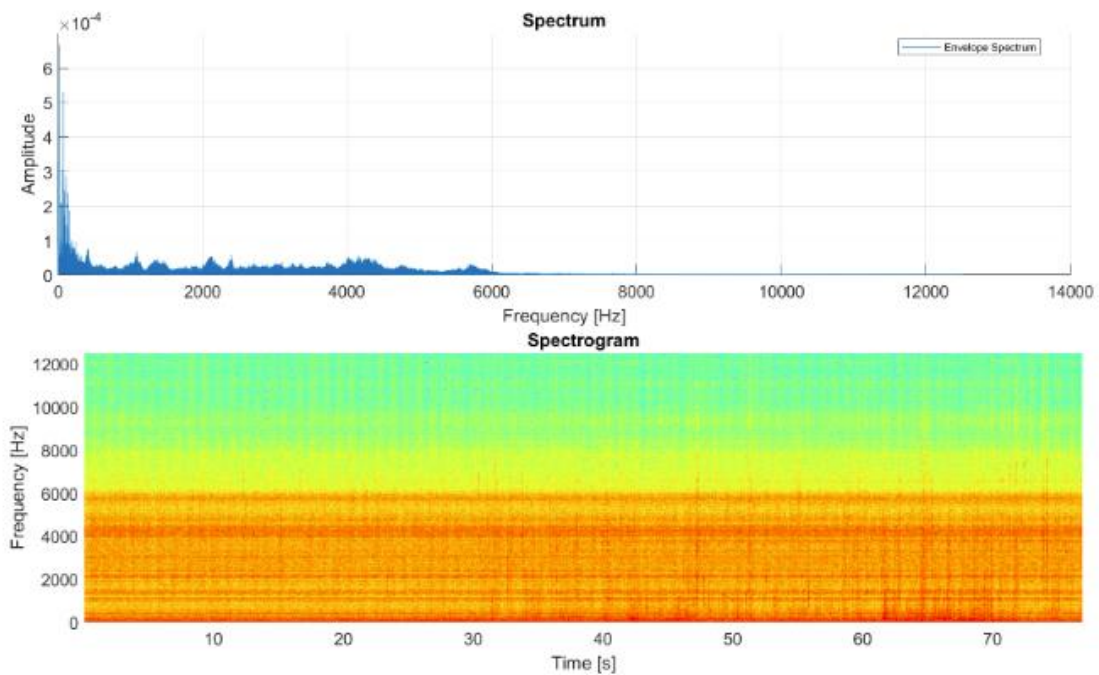 Spectrum
×10⁻⁴
Envelope Spectrum
6
5
4
3
2
1
0
Amplitude
0 2000 4000 6000 8000 10000 12000 14000
Frequency [Hz]
Spectrogram
12000
10000
8000
6000
4000
2000
0
Frequency [Hz]
10 20 30 40 50 60 70
Time [s]